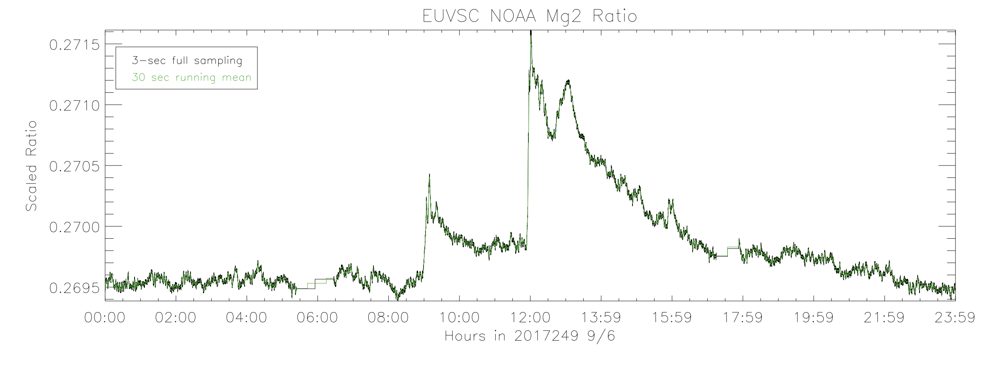 EUVSC NOAA Mg2 Ratio
0.2715
3-sec full sampling
30 sec running mean
0.2710
Scaled Ratio
0.2705
0.2700
0.2695
00:00 02:00 04:00 06:00 08:00 10:00 12:00 13:59 15:59 17:59 19:59 21:59 23:59
Hours in 2017249 9/6